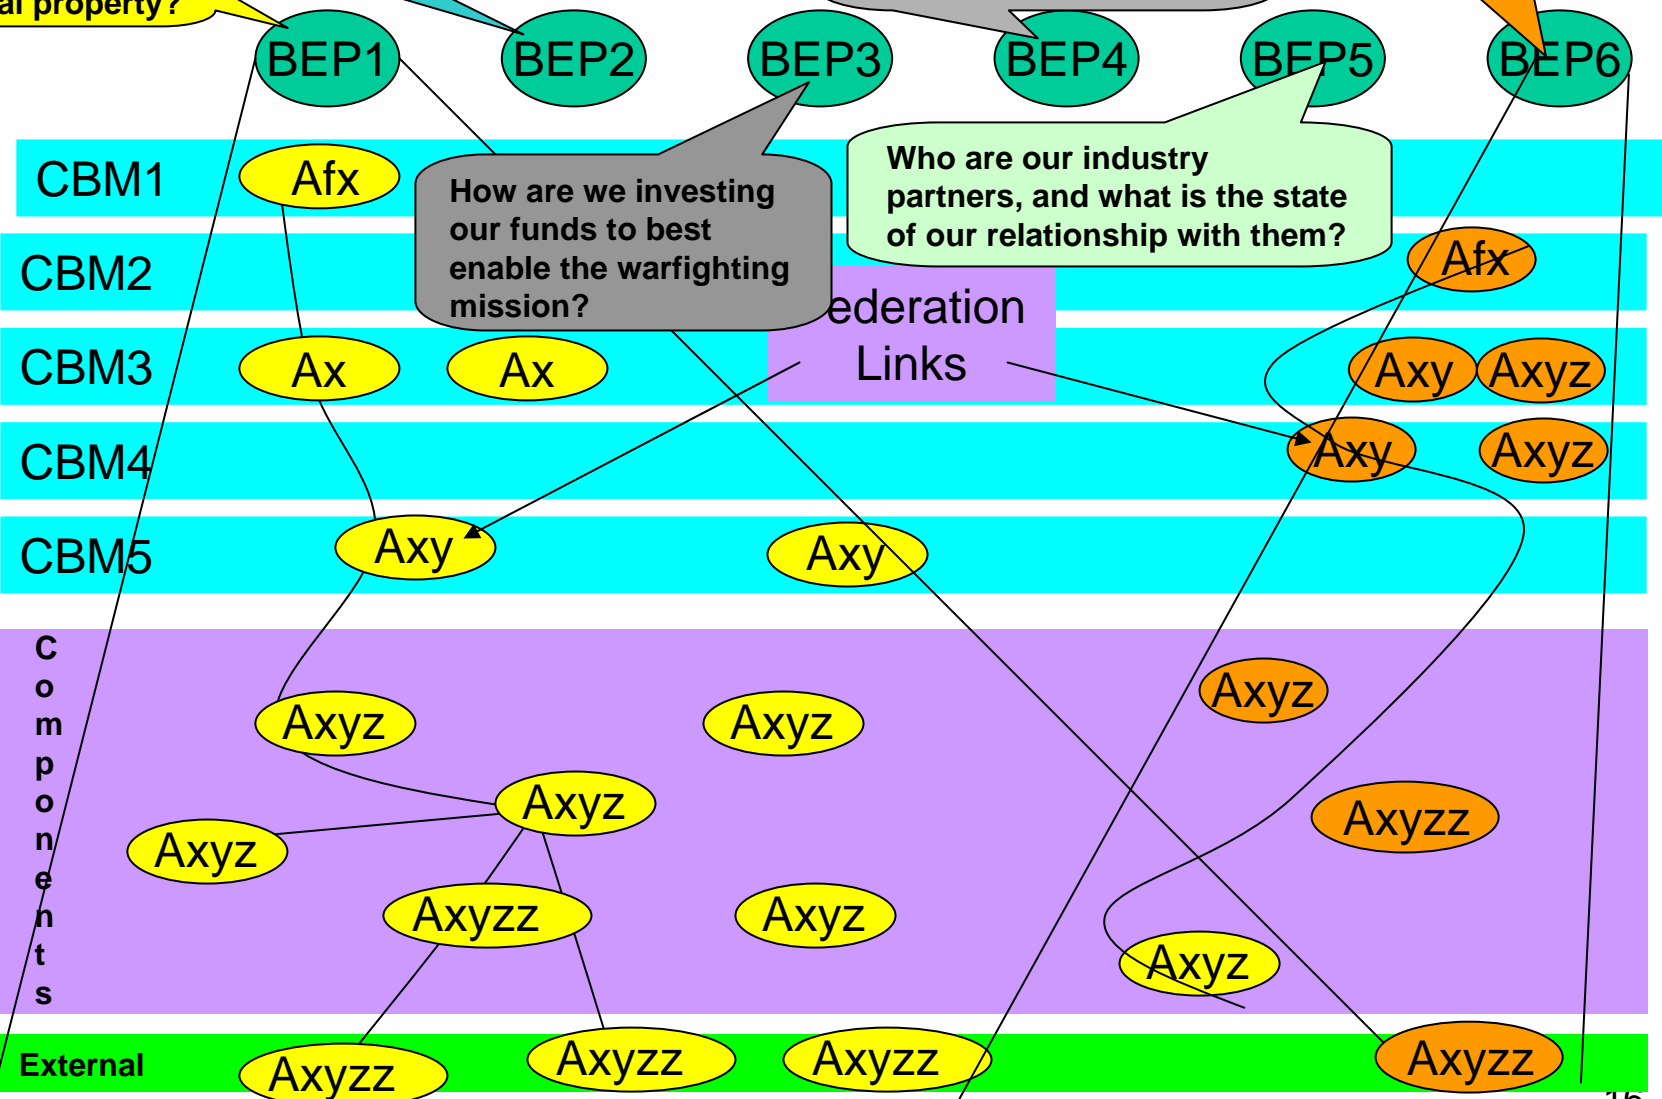 al property?
BEP1 BEP2 BEP3 BEP4 BEP5 BEP6
CBM1
Afx
How are we investing
our funds to best
enable the warfighting
mission?
Who are our industry
partners, and what is the state
of our relationship with them?
CBM2
Afx
ederation
Links
CBM3
Ax Ax Axy Axyz
CBM4
Axy Axyz
CBM5
Axy Axy
Components
Axyz Axyz Axyz
Axyz Axyzz
Axyz
Axyzz Axyz
Axyz
External
Axyzz Axyzz Axyzz Axyzz